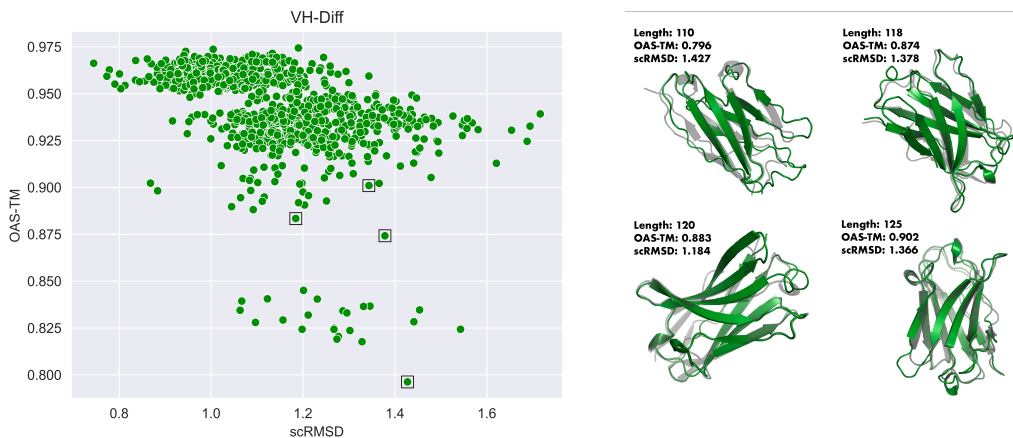 VH-Diff
OAS-TM
0.975
0.950
0.925
0.900
0.875
0.850
0.825
0.800
0.8
1.0
1.2
1.4
1.6
scRMSD
Length: 110
OAS-TM: 0.796
scRMSD: 1.427
Length: 118
OAS-TM: 0.874
scRMSD: 1.378
Length: 120
OAS-TM: 0.883
scRMSD: 1.184
Length: 125
OAS-TM: 0.902
scRMSD: 1.366